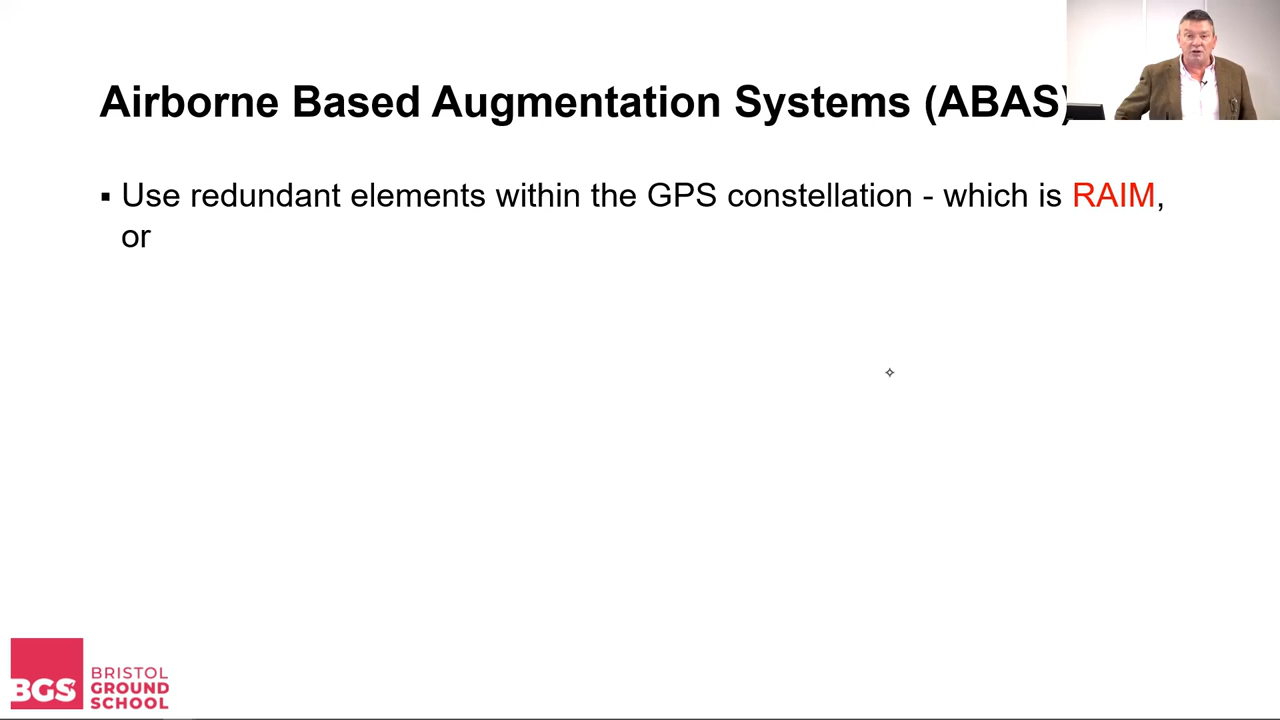 Airborne Based Augmentation Systems (ABAS)
▪ Use redundant elements within the GPS constellation - which is RAIM,
or
BGS
BRISTOL
GROUND
SCHOOL